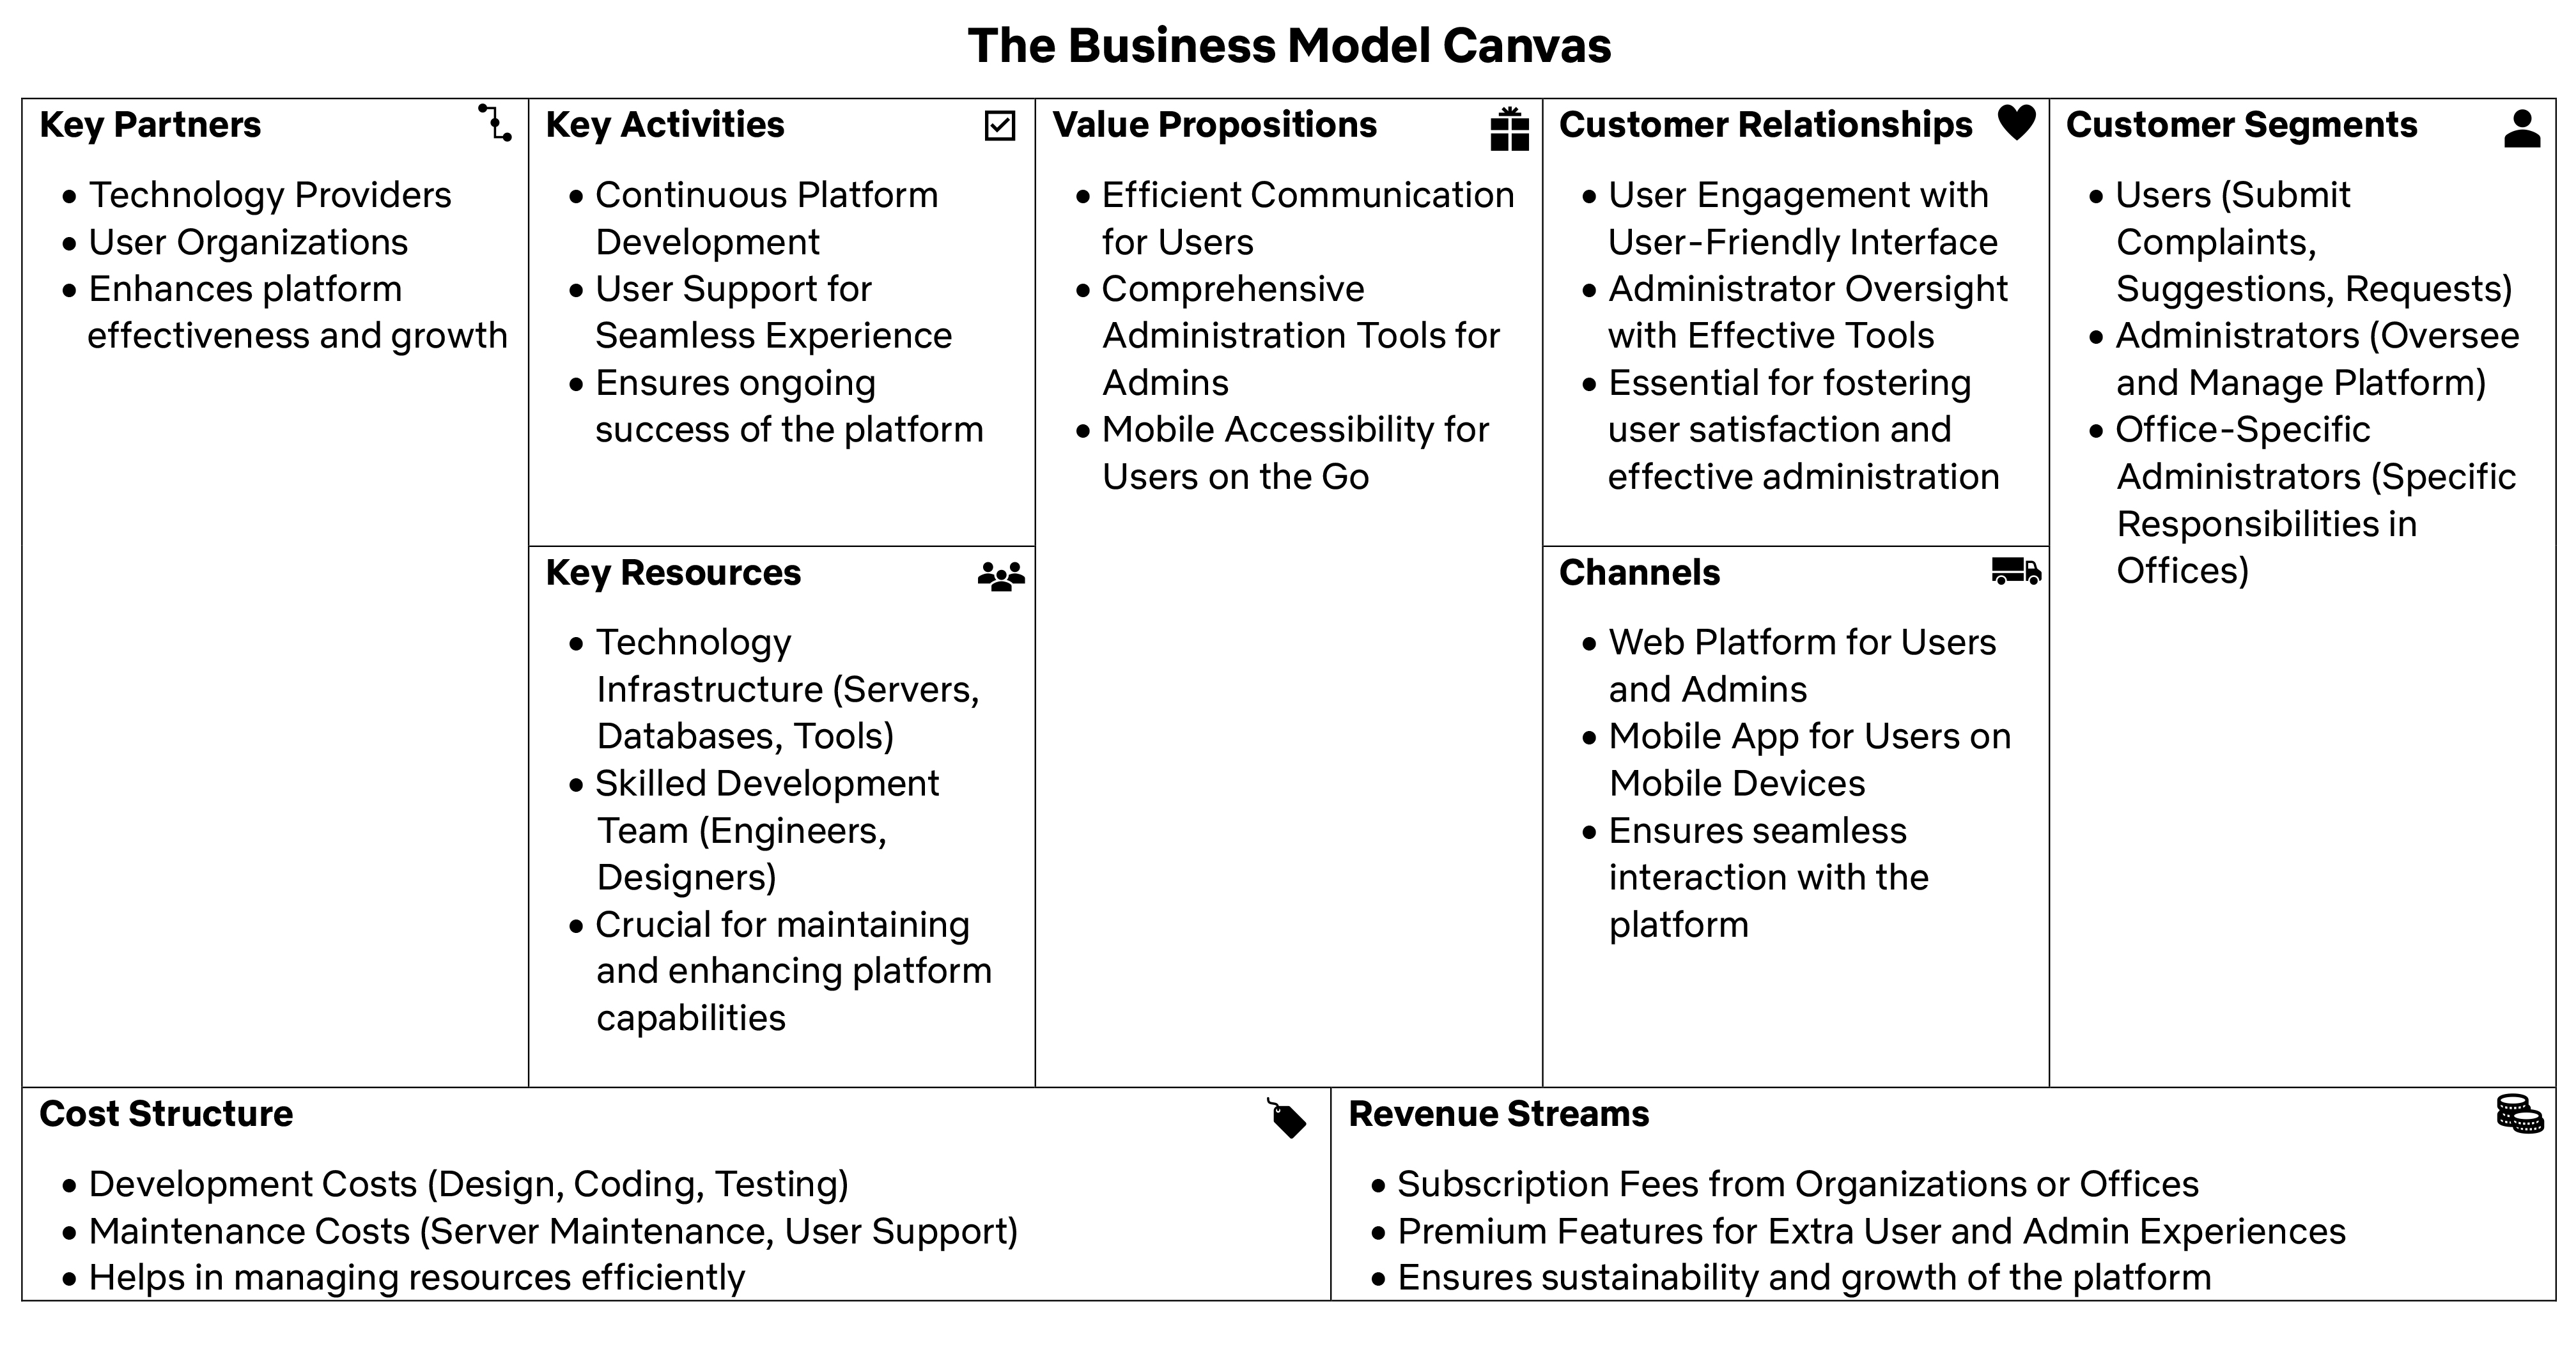 The Business Model Canvas
Key Partners
• Technology Providers
• User Organizations
• Enhances platform
effectiveness and growth
Key Activities
• Continuous Platform
Development
• User Support for
Seamless Experience
• Ensures ongoing
success of the platform
Key Resources
• Technology
Infrastructure (Servers,
Databases, Tools)
• Skilled Development
Team (Engineers,
Designers)
• Crucial for maintaining
and enhancing platform
capabilities
Value Propositions
• Efficient Communication
for Users
• Comprehensive
Administration Tools for
Admins
• Mobile Accessibility for
Users on the Go
Customer Relationships
• User Engagement with
User-Friendly Interface
• Administrator Oversight
with Effective Tools
• Essential for fostering
user satisfaction and
effective administration
Channels
• Web Platform for Users
and Admins
• Mobile App for Users on
Mobile Devices
• Ensures seamless
interaction with the
platform
Customer Segments
• Users (Submit
Complaints,
Suggestions, Requests)
• Administrators (Oversee
and Manage Platform)
• Office-Specific
Administrators (Specific
Responsibilities in
Offices)
Cost Structure
• Development Costs (Design, Coding, Testing)
• Maintenance Costs (Server Maintenance, User Support)
• Helps in managing resources efficiently
Revenue Streams
• Subscription Fees from Organizations or Offices
• Premium Features for Extra User and Admin Experiences
• Ensures sustainability and growth of the platform